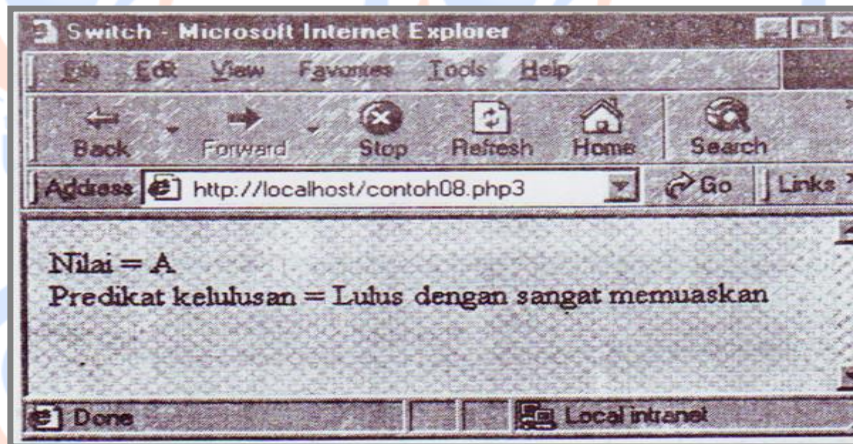 Switch - Microsoft Internet Explorer
File Edit View Favorites Tools Help
Back Forward Stop Refresh Home Search
Address http://localhost/contoh08.php3 Go Links
Nilai = A
Predikat kelulusan = Lulus dengan sangat memuaskan
Done Local intranet